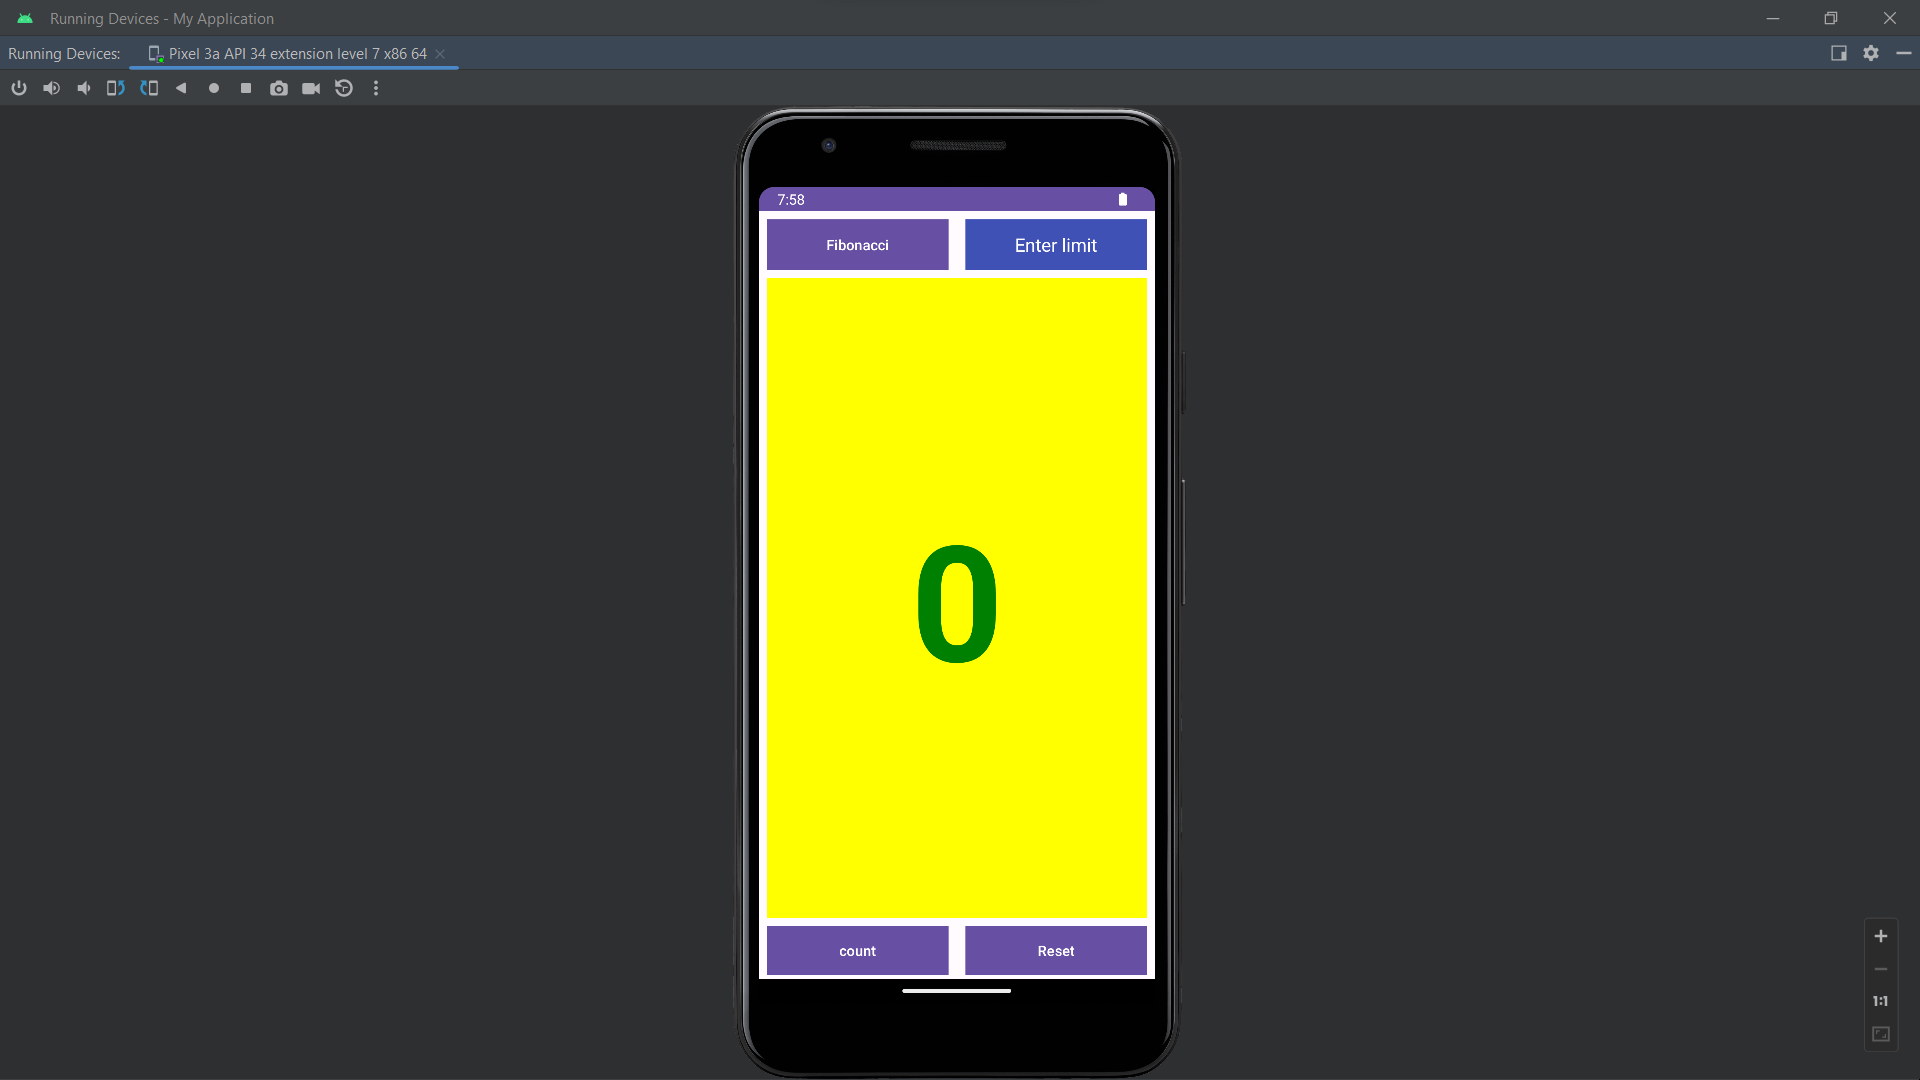 Running Devices - My Application
Running Devices: Pixel 3a API 34 extension level 7 x86 64
7:58
Fibonacci Enter limit
0
count Reset
1:1